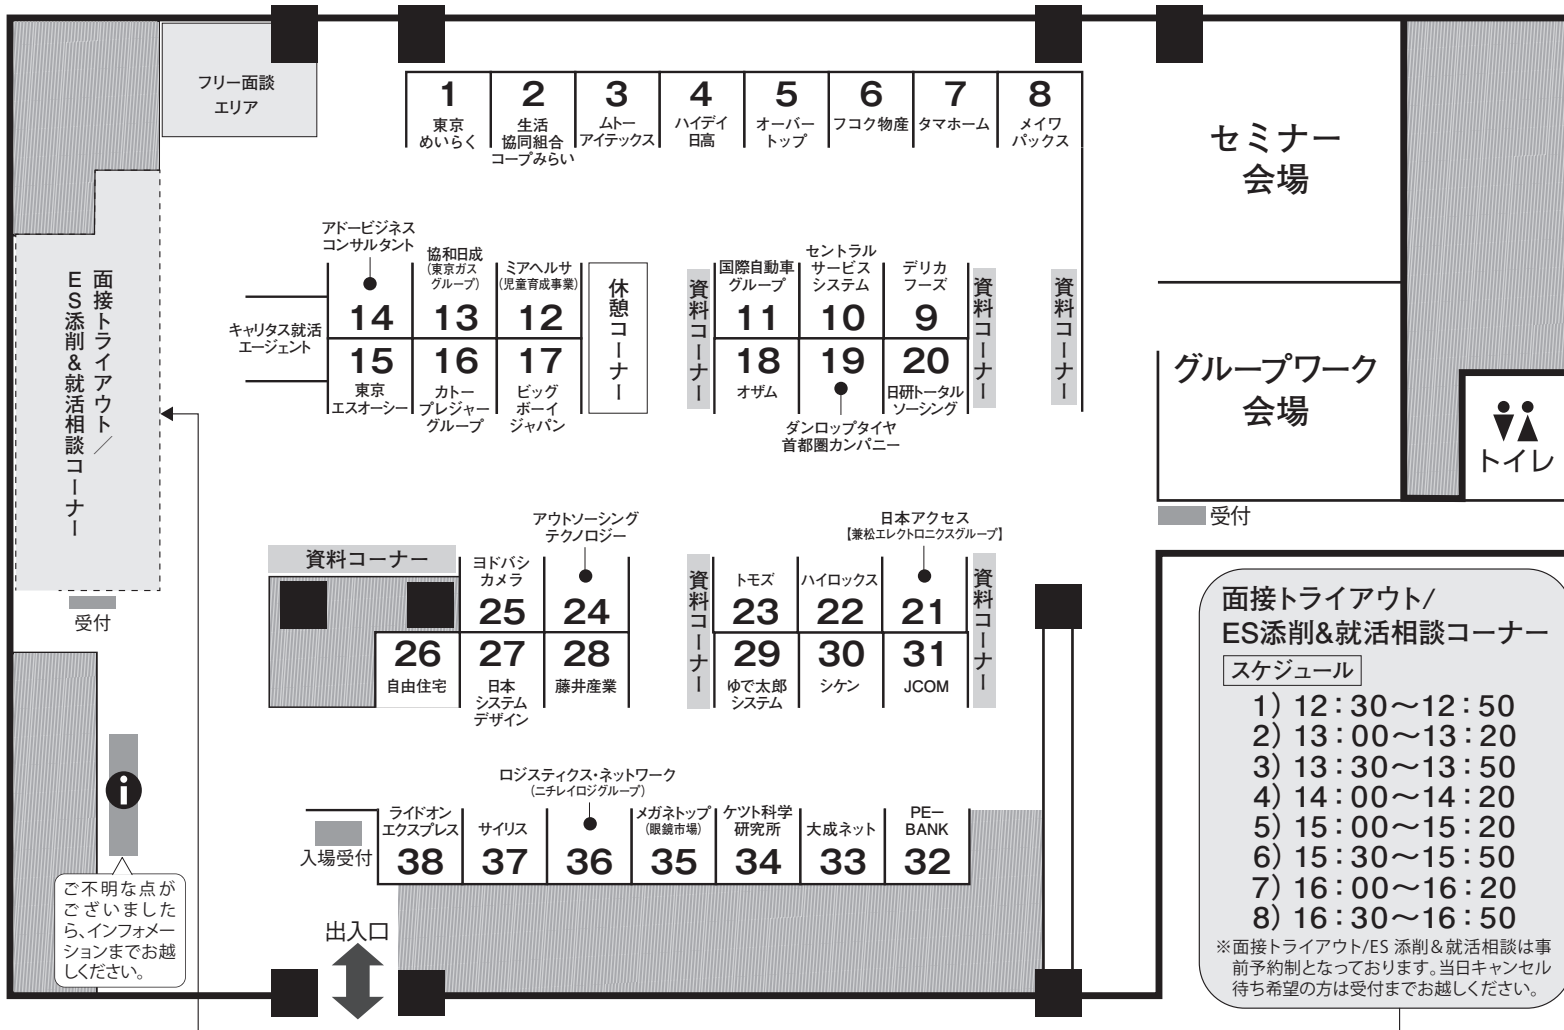 フリー面談
エリア
1
東京
めいらく
2
生活
協同組合
コープみらい
3
ムトー
アイテックス
4
ハイデイ
日高
5
オーバー
トップ
6
フコク物産
7
タマホーム
8
メイワ
パックス
セミナー
会場
グループワーク
会場
トイレ
受付
面接トライアウト/
ES添削&就活相談コーナー
受付
キャリタス就活
エージェント
アドービジネス
コンサルタント
14
協和日成
(東京ガス
グループ)
13
ミアヘルサ
(児童育成事業)
12
休憩コーナー
15
東京
エスオーシー
16
カトー
プレジャー
グループ
17
ビッグ
ボーイ
ジャパン
資料コーナー
国際自動車
グループ
11
セントラル
サービス
システム
10
デリカ
フーズ
9
資料コーナー
資料コーナー
18
オザム
19
ダンロップタイヤ
首都圏カンパニー
20
日研トータル
ソーシング
資料コーナー
ヨドバシ
カメラ
25
アウトソーシング
テクノロジー
24
26
自由住宅
27
日本
システム
デザイン
28
藤井産業
資料コーナー
トモズ
23
ハイロックス
22
日本アクセス
【兼松エレクトロニクスグループ】
21
資料コーナー
29
ゆで太郎
システム
30
シケン
31
JCOM
入場受付
ライドオン
エクスプレス
38
サイリス
37
ロジスティクス・ネットワーク
(ニチレイロジグループ)
36
メガネトップ
(眼鏡市場)
35
ケツト科学
研究所
34
大成ネット
33
PE-
BANK
32
i
ご不明な点が
ございました
ら、インフォメー
ションまでお越
しください。
出入口
面接トライアウト/
ES添削&就活相談コーナー
スケジュール
1) 12:30〜12:50
2) 13:00〜13:20
3) 13:30〜13:50
4) 14:00〜14:20
5) 15:00〜15:20
6) 15:30〜15:50
7) 16:00〜16:20
8) 16:30〜16:50
※面接トライアウト/ES 添削&就活相談は事
前予約制となっております。当日キャンセル
待ち希望の方は受付までお越しください。